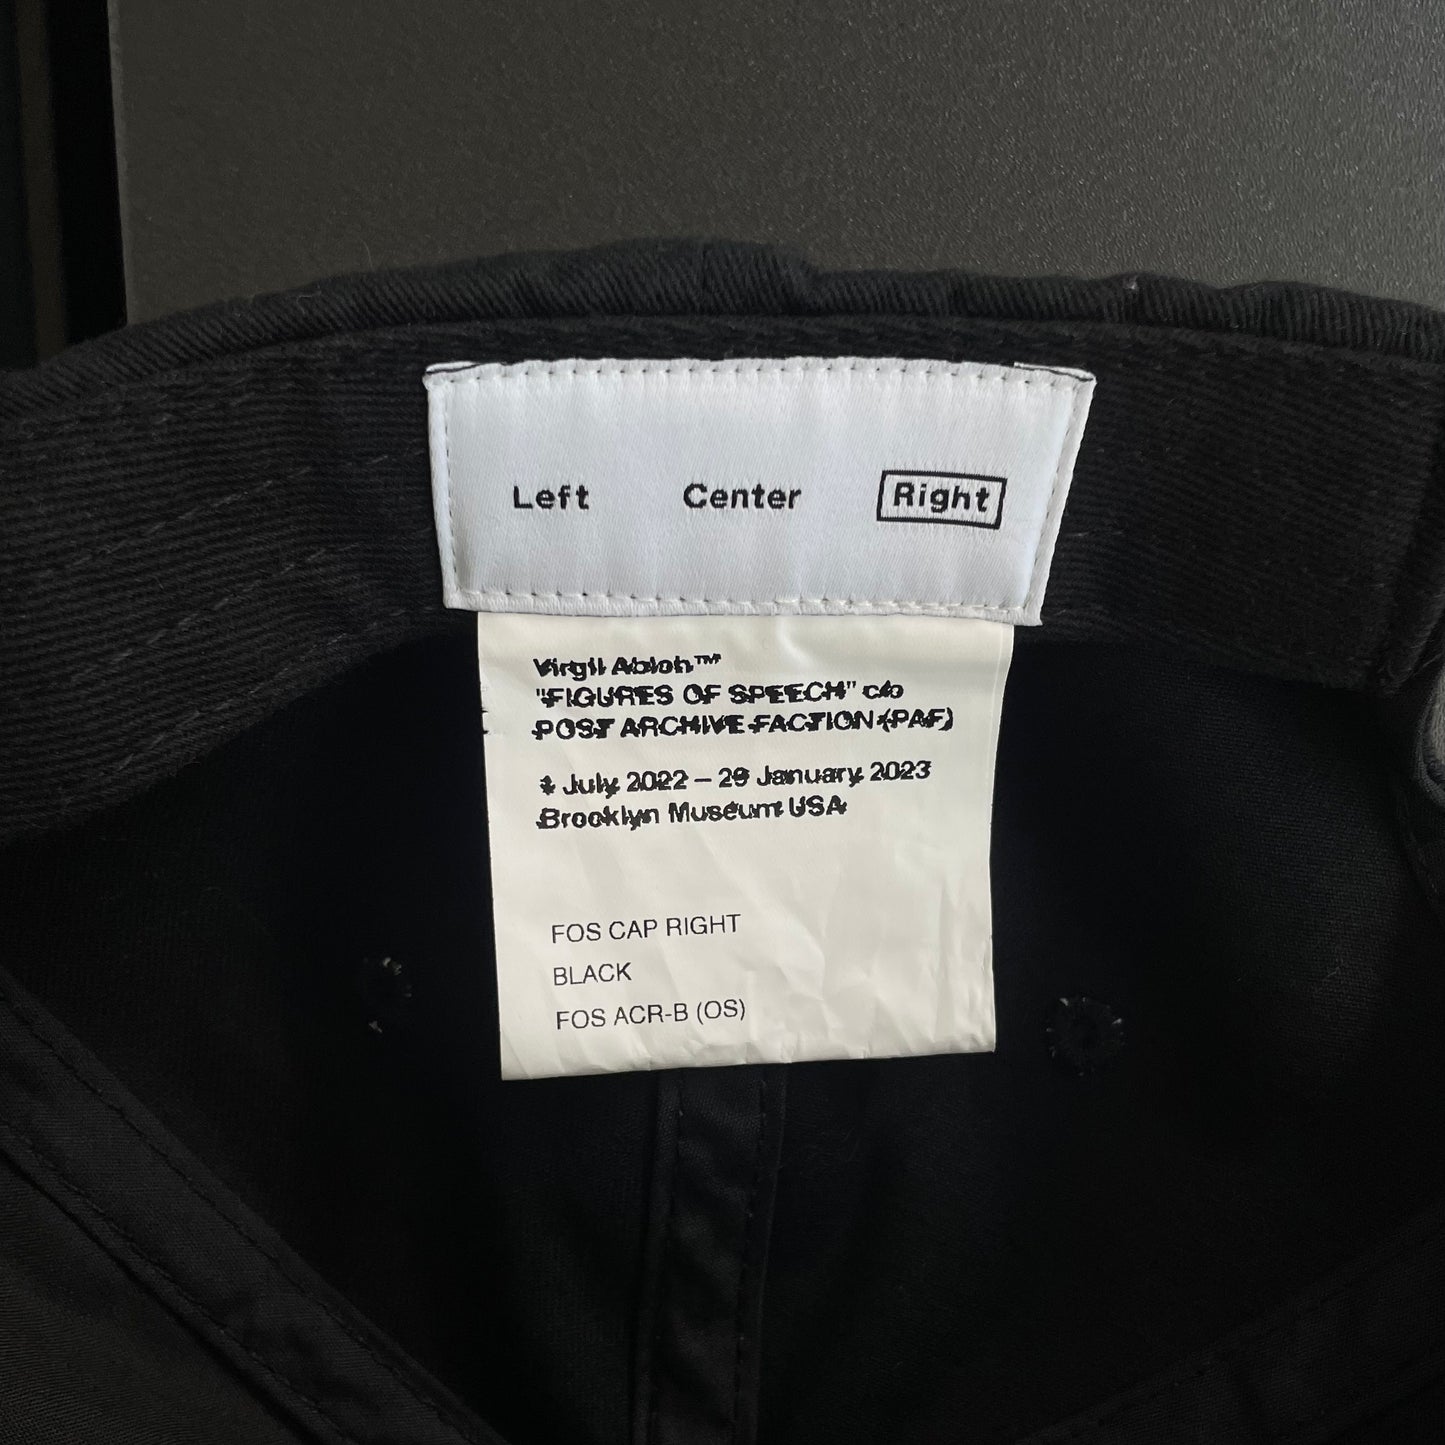 Left Center Right
Virgil Abloh™
"FIGURES OF SPEECH" c/o
POST ARCHIVE FACTION (PAF)
1 July 2022 – 29 January 2023
Brooklyn Museum USA
FOS CAP RIGHT
BLACK
FOS ACR-B (OS)